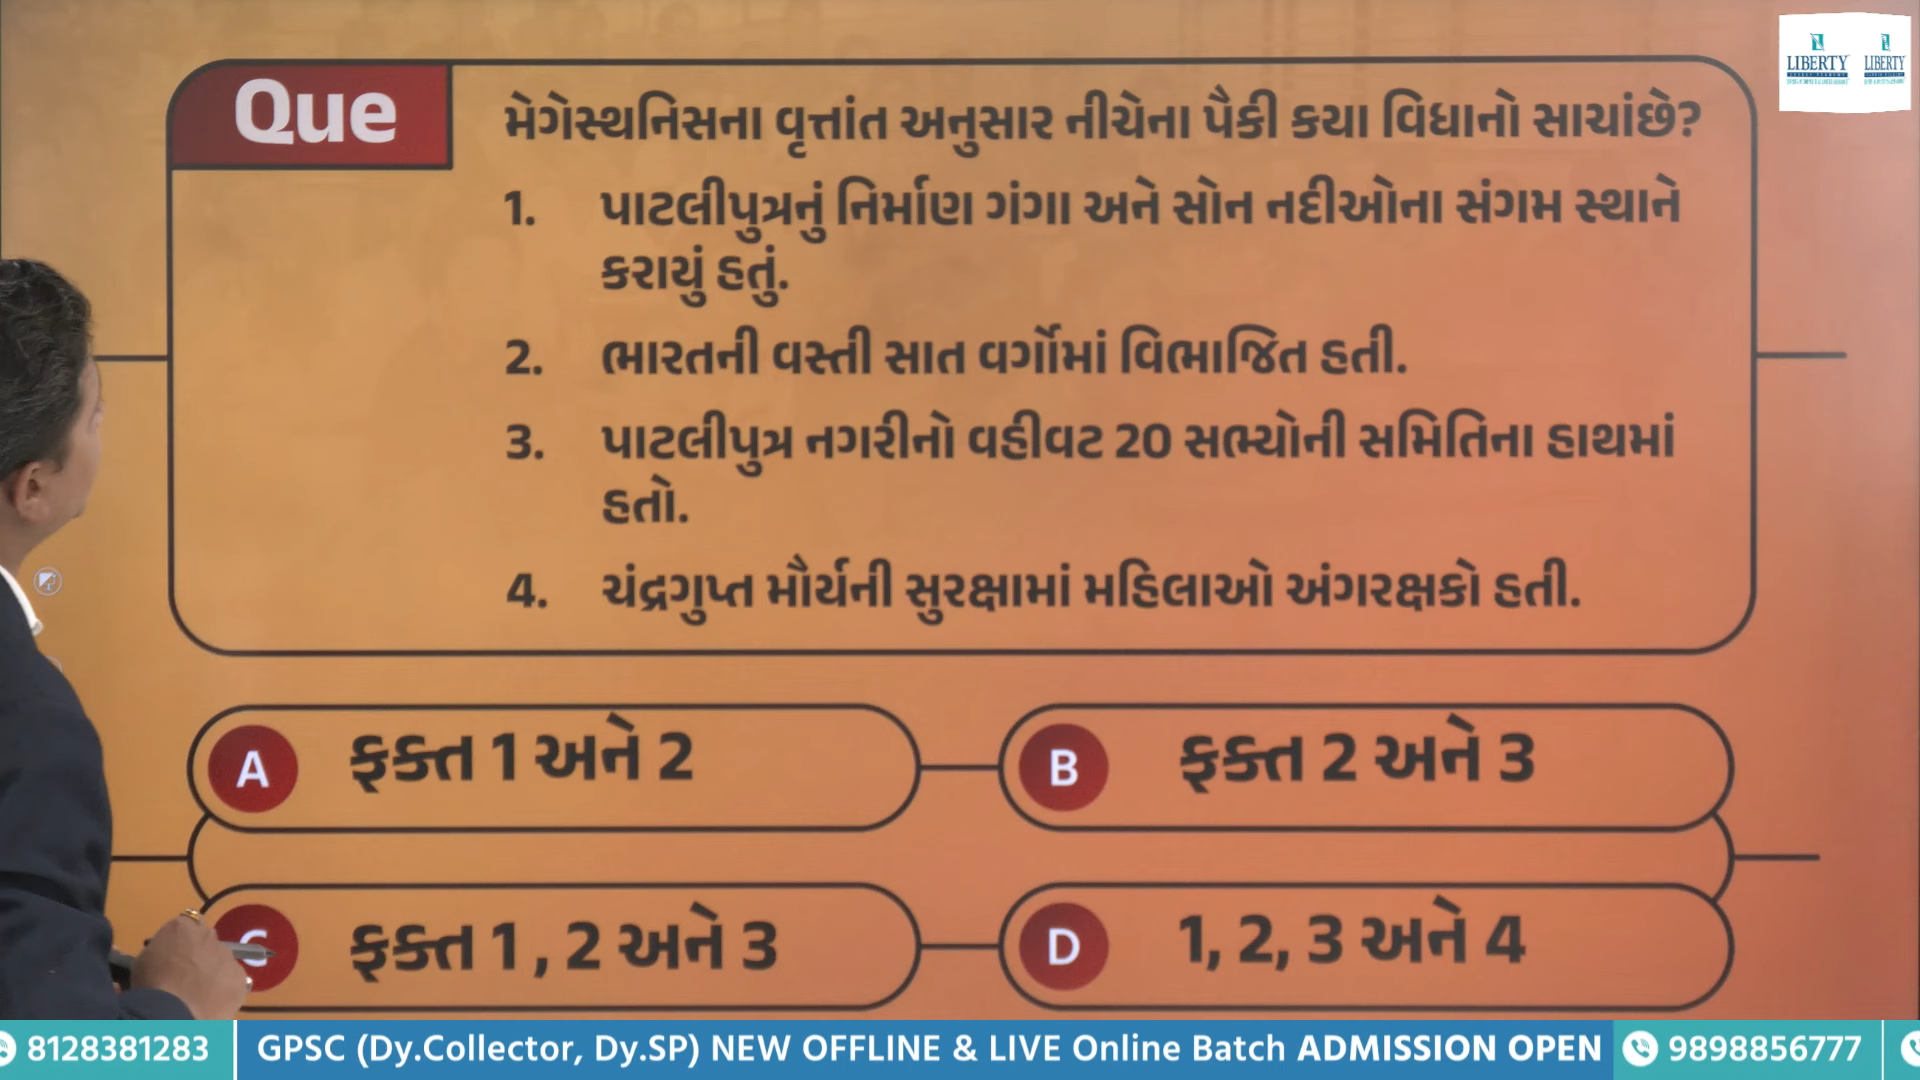 LIBERTY LIBERTY
Que
મેગેસ્થનિસના વૃત્તાંત અનુસાર નીચેના પૈકી કયા વિધાનો સાચાંછે?
1. પાટલીપુત્રનું નિર્માણ ગંગા અને સોન નદીઓના સંગમ સ્થાને
કરાયું હતું.
2. ભારતની વસ્તી સાત વર્ગોમાં વિભાજિત હતી.
3. પાટલીપુત્ર નગરીનો વહીવટ 20 સભ્યોની સમિતિના હાથમાં
હતો.
4. ચંદ્રગુપ્ત મૌર્યની સુરક્ષામાં મહિલાઓ અંગરક્ષકો હતી.
A ફક્ત 1 અને 2
B ફક્ત 2 અને 3
C ફક્ત 1, 2 અને 3
D 1, 2, 3 અને 4
8128381283 GPSC (Dy.Collector, Dy.SP) NEW OFFLINE & LIVE Online Batch ADMISSION OPEN 9898856777